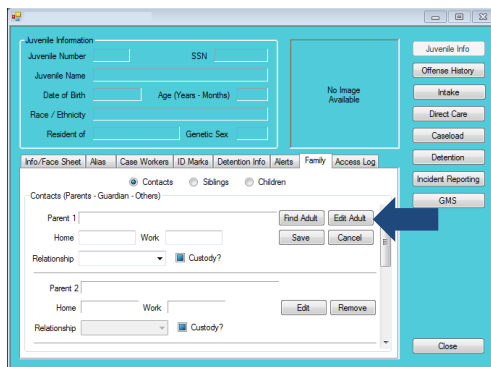 Juvenile Information
Juvenile Number SSN
Juvenile Name
Date of Birth Age (Years - Months)
Race / Ethnicity
Resident of Genetic Sex
No Image
Available
Juvenile Info
Offense History
Intake
Direct Care
Caseload
Detention
Incident Reporting
GMS
Info/Face Sheet Alias Case Workers ID Marks Detention Info Alerts Family Access Log
Contacts Siblings Children
Contacts (Parents - Guardian - Others)
Parent 1 Find Adult Edit Adult
Home Work Save Cancel
Relationship Custody?
Parent 2
Home Work Edit Remove
Relationship Custody?
Close